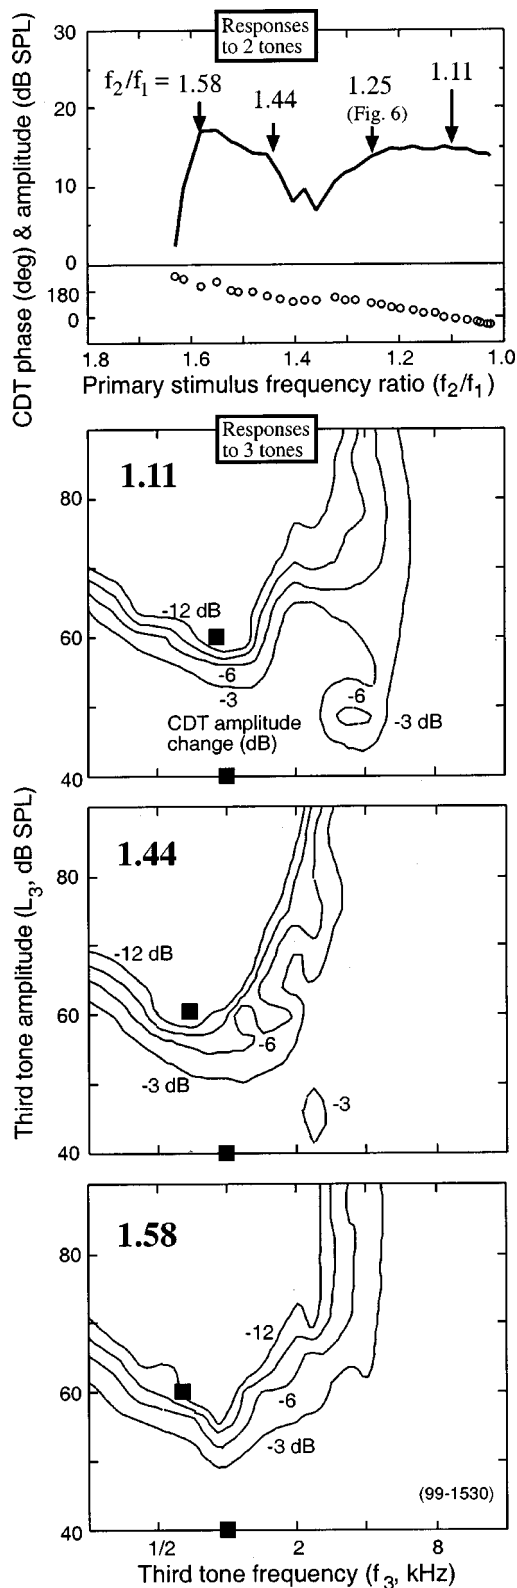 Responses
to 2 tones
CDT phase (deg) & amplitude (dB SPL)
30
20
10
0
180
0
f2/f1 = 1.58
1.44
1.25
(Fig. 6)
1.11
1.8
1.6
1.4
1.2
1.0
Primary stimulus frequency ratio (f2/f1)
Responses
to 3 tones
1.11
80
60
40
-12 dB
-6
-3
-6
-3 dB
CDT amplitude
change (dB)
Third tone amplitude (L3, dB SPL)
1.44
80
60
40
-12 dB
-6
-3 dB
-3
1.58
80
60
40
-12
-6
-3 dB
(99-1530)
1/2
2
8
Third tone frequency (f3, kHz)